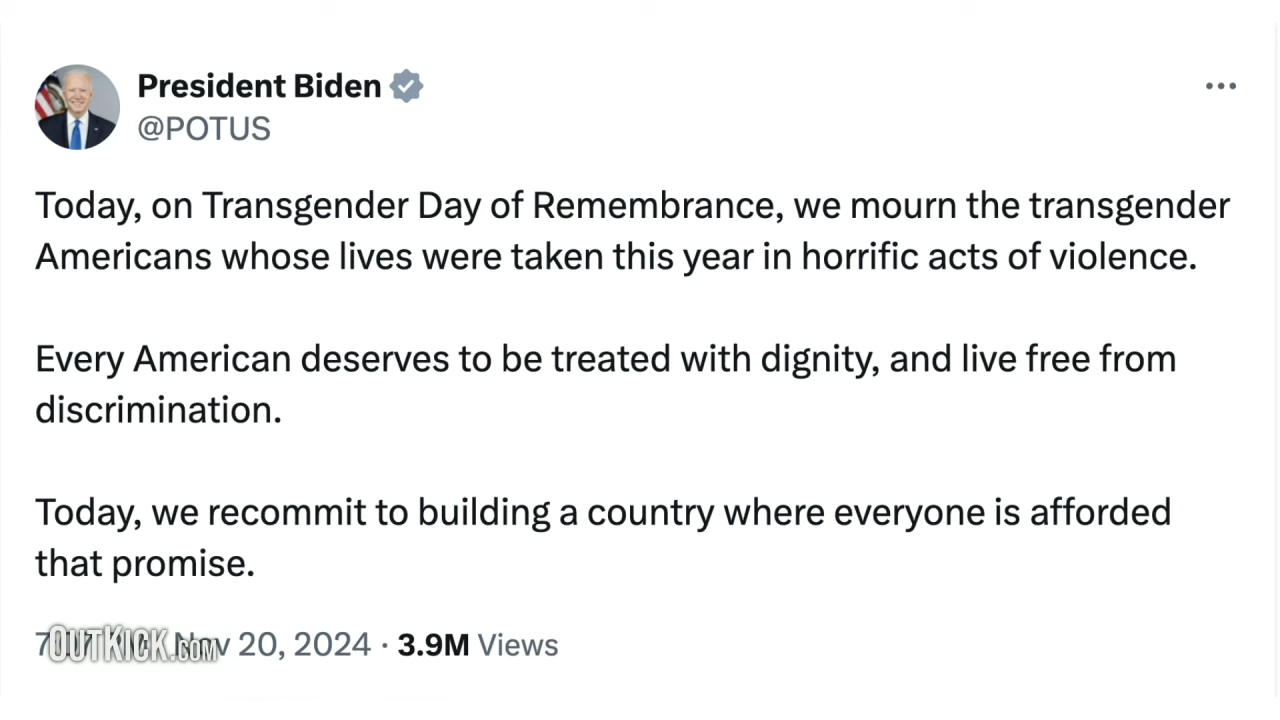 President Biden
@POTUS
Today, on Transgender Day of Remembrance, we mourn the transgender
Americans whose lives were taken this year in horrific acts of violence.
Every American deserves to be treated with dignity, and live free from
discrimination.
Today, we recommit to building a country where everyone is afforded
that promise.
Nov 20, 2024 · 3.9M Views
OUTKICK.COM